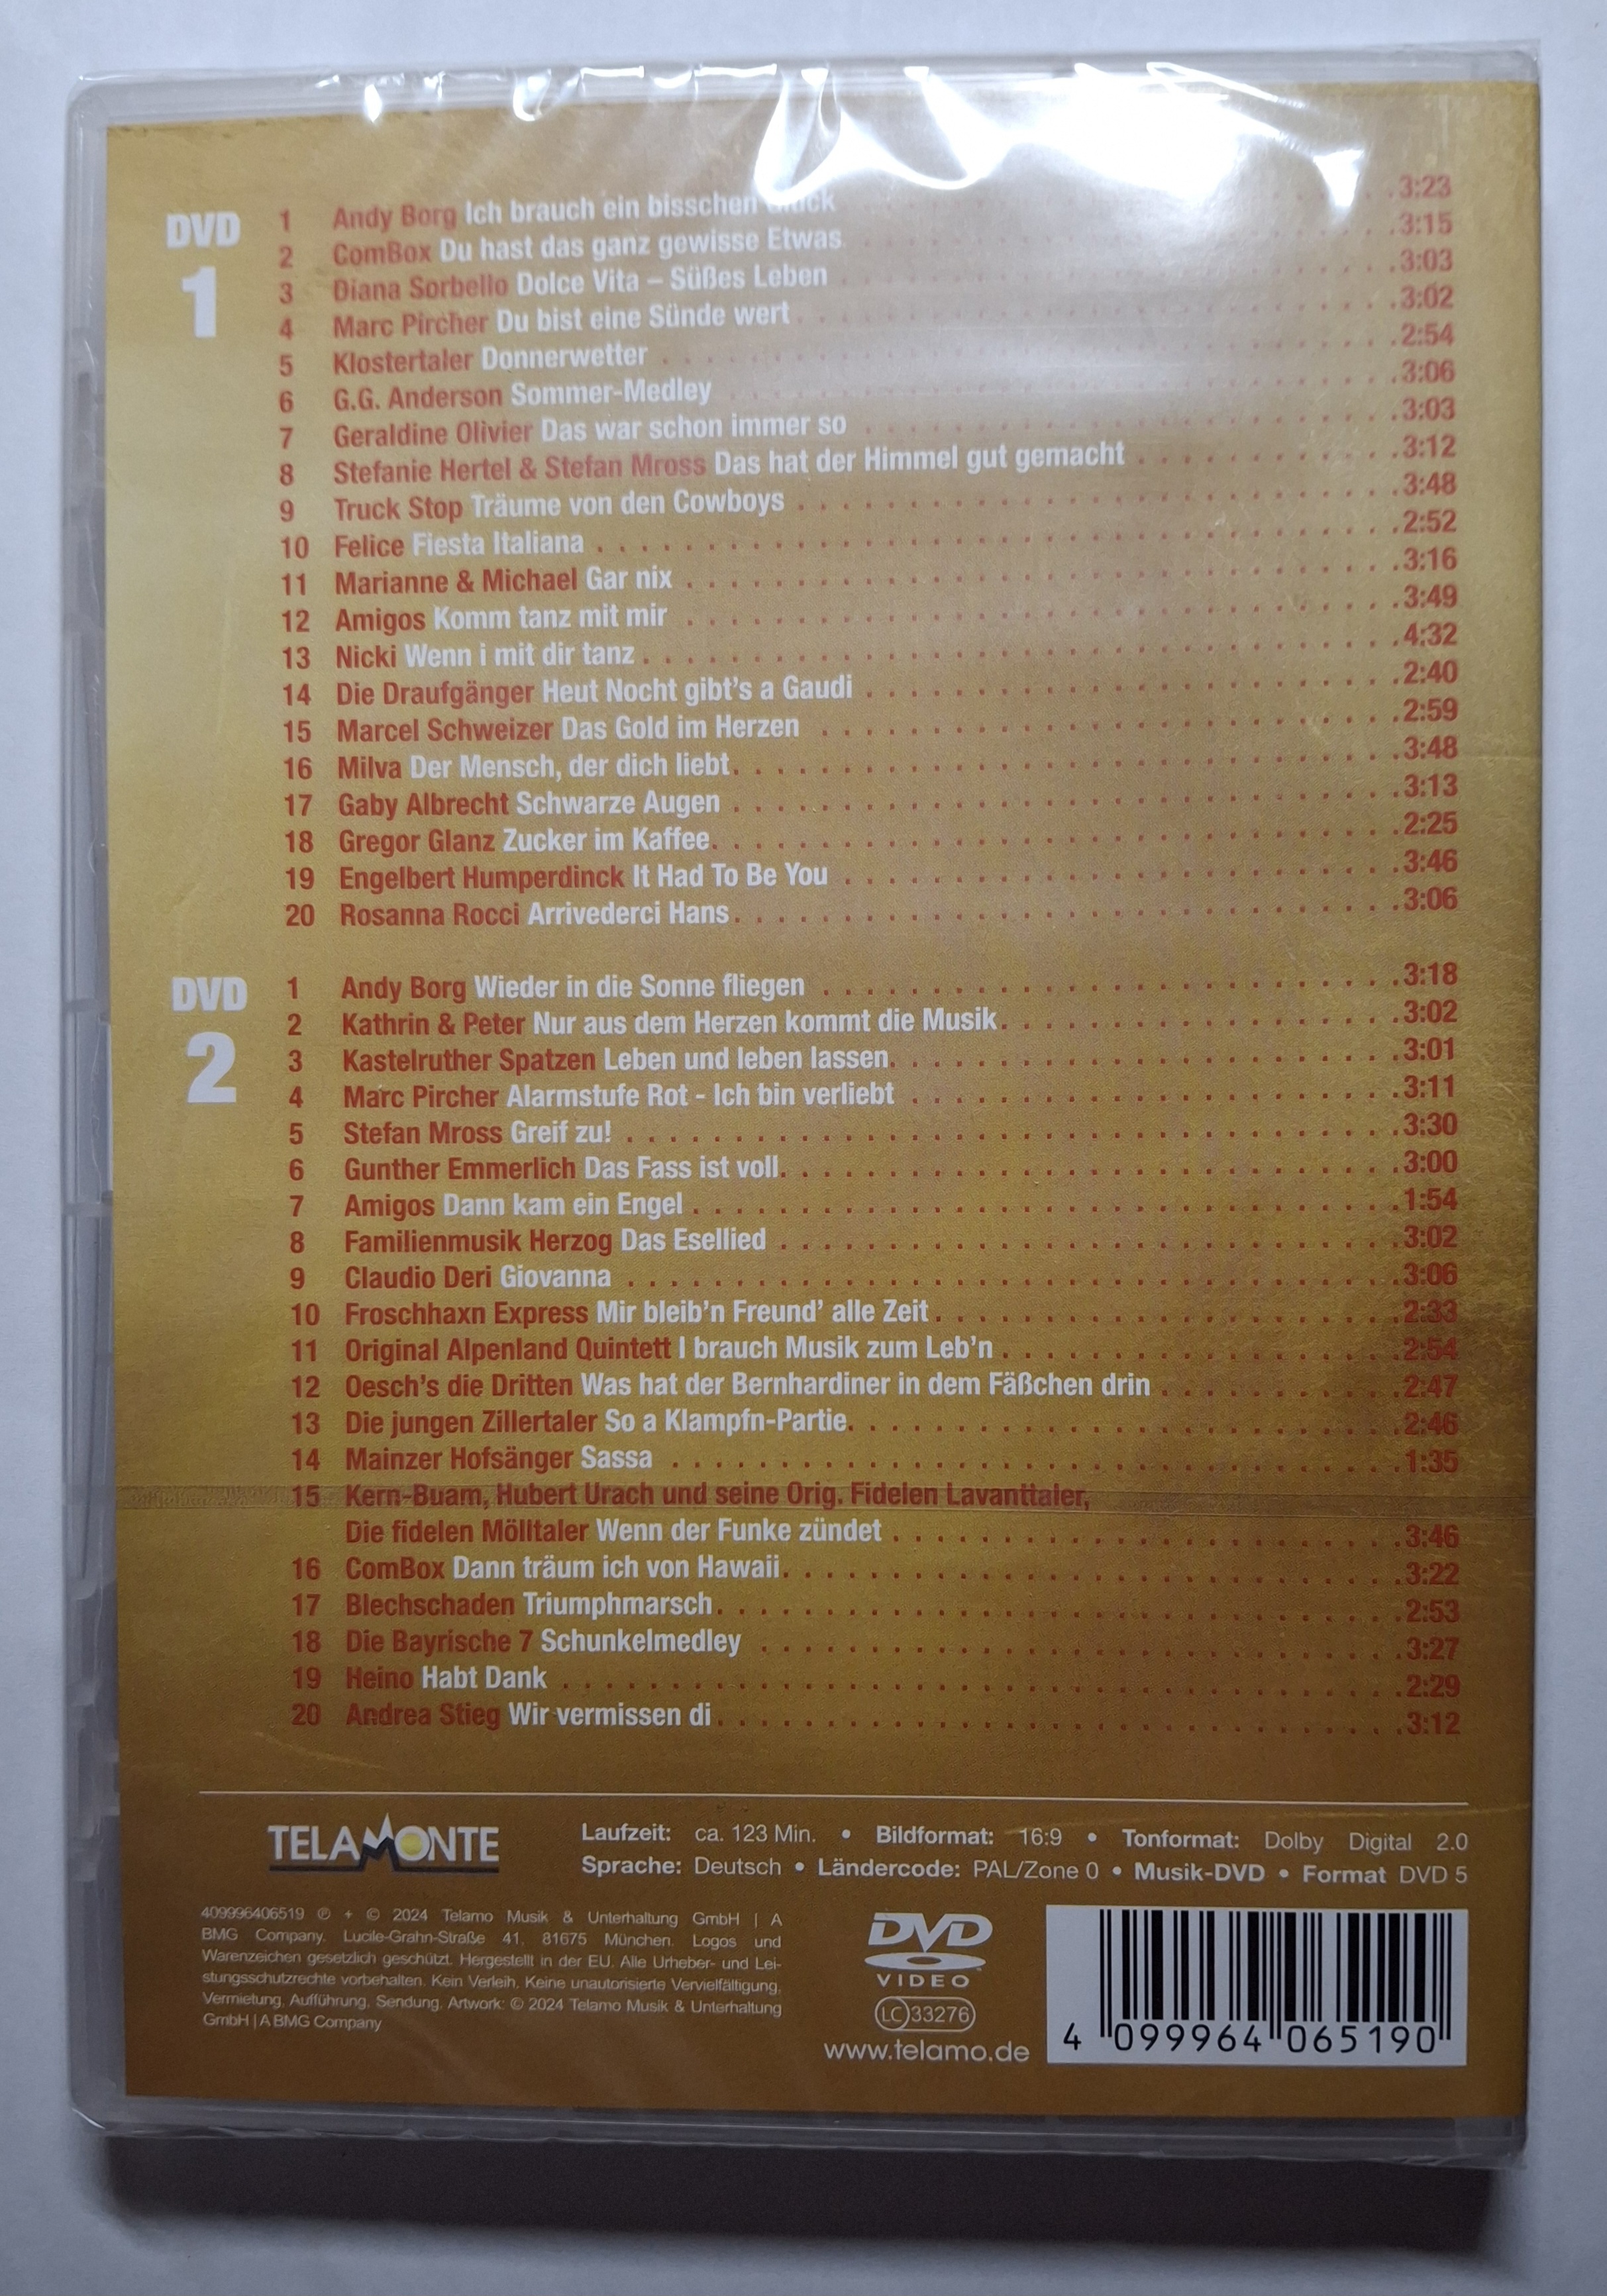 DVD 1
1 Andy Borg Ich brauch ein bisschen Glück 3:23
2 ComBox Du hast das ganz gewisse Etwas 3:15
3 Diana Sorbello Dolce Vita – Süßes Leben 3:03
4 Marc Pircher Du bist eine Sünde wert 3:02
5 Klostertaler Donnerwetter 2:54
6 G.G. Anderson Sommer-Medley 3:06
7 Geraldine Olivier Das war schon immer so 3:03
8 Stefanie Hertel & Stefan Mross Das hat der Himmel gut gemacht 3:12
9 Truck Stop Träume von den Cowboys 3:48
10 Felice Fiesta Italiana 2:52
11 Marianne & Michael Gar nix 3:16
12 Amigos Komm tanz mit mir 3:49
13 Nicki Wenn i mit dir tanz 4:32
14 Die Draufgänger Heut Nocht gibt’s a Gaudi 2:40
15 Marcel Schweizer Das Gold im Herzen 2:59
16 Milva Der Mensch, der dich liebt 3:48
17 Gaby Albrecht Schwarze Augen 3:13
18 Gregor Glanz Zucker im Kaffee 2:25
19 Engelbert Humperdinck It Had To Be You 3:46
20 Rosanna Rocci Arrivederci Hans 3:06
DVD 2
1 Andy Borg Wieder in die Sonne fliegen 3:18
2 Kathrin & Peter Nur aus dem Herzen kommt die Musik 3:02
3 Kastelruther Spatzen Leben und leben lassen 3:01
4 Marc Pircher Alarmstufe Rot - Ich bin verliebt 3:11
5 Stefan Mross Greif zu! 3:30
6 Gunther Emmerlich Das Fass ist voll 3:00
7 Amigos Dann kam ein Engel 1:54
8 Familienmusik Herzog Das Esellied 3:02
9 Claudio Deri Giovanna 3:06
10 Froschhaxn Express Mir bleib’n Freund’ alle Zeit 2:33
11 Original Alpenland Quintett I brauch Musik zum Leb’n 2:54
12 Oesch’s die Dritten Was hat der Bernhardiner in dem Fäßchen drin 2:47
13 Die jungen Zillertaler So a Klampfn-Partie 2:46
14 Mainzer Hofsänger Sassa 1:35
15 Kern-Buam, Hubert Urach und seine Orig. Fidelen Lavanttaler,
Die fidelen Mölltaler Wenn der Funke zündet 3:46
16 ComBox Dann träum ich von Hawaii 3:22
17 Blechschaden Triumphmarsch 2:53
18 Die Bayrische 7 Schunkelmedley 3:27
19 Heino Habt Dank 2:29
20 Andrea Stieg Wir vermissen di 3:12
TELAMONTE
Laufzeit: ca. 123 Min. • Bildformat: 16:9 • Tonformat: Dolby Digital 2.0
Sprache: Deutsch • Ländercode: PAL/Zone 0 • Musik-DVD • Format DVD 5
409996406519 ℗ + © 2024 Telamo Musik & Unterhaltung GmbH | A
BMG Company. Lucile-Grahn-Straße 41, 81675 München. Logos und
Warenzeichen gesetzlich geschützt. Hergestellt in der EU. Alle Urheber- und Lei-
stungsschutzrechte vorbehalten. Kein Verleih. Keine unautorisierte Vervielfältigung,
Vermietung, Aufführung, Sendung. Artwork: © 2024 Telamo Musik & Unterhaltung
GmbH | A BMG Company
DVD
VIDEO
LC 33276
www.telamo.de
4 099964 065190